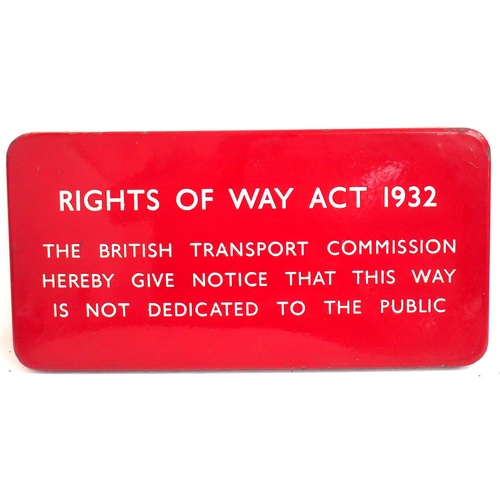 RIGHTS OF WAY ACT 1932
THE BRITISH TRANSPORT COMMISSION
HEREBY GIVE NOTICE THAT THIS WAY
IS NOT DEDICATED TO THE PUBLIC